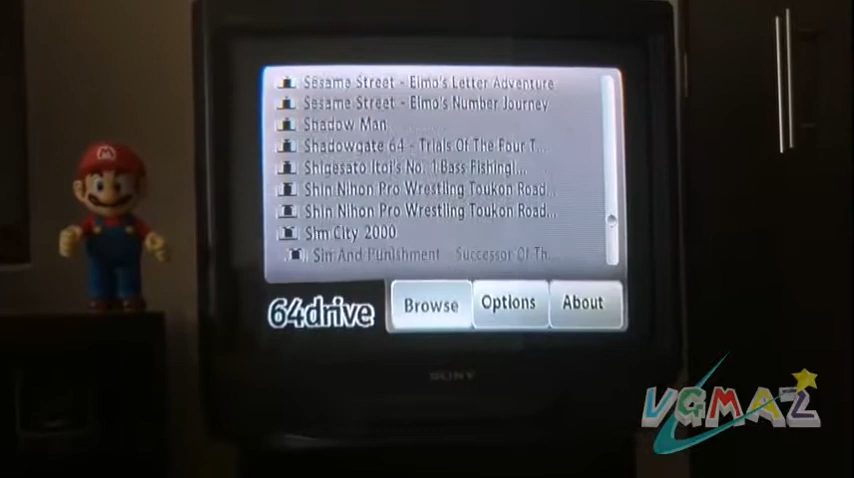 Sesame Street - Elmo's Letter Adventure
Sesame Street - Elmo's Number Journey
Shadow Man
Shadowgate 64 - Trials Of The Four T...
Shigesato Itoi's No. 1 Bass Fishing!...
Shin Nihon Pro Wrestling Toukon Road...
Shin Nihon Pro Wrestling Toukon Road...
Sim City 2000
Sin And Punishment - Successor Of Th...
64drive
Browse
Options
About
SONY
VGMAZ
M